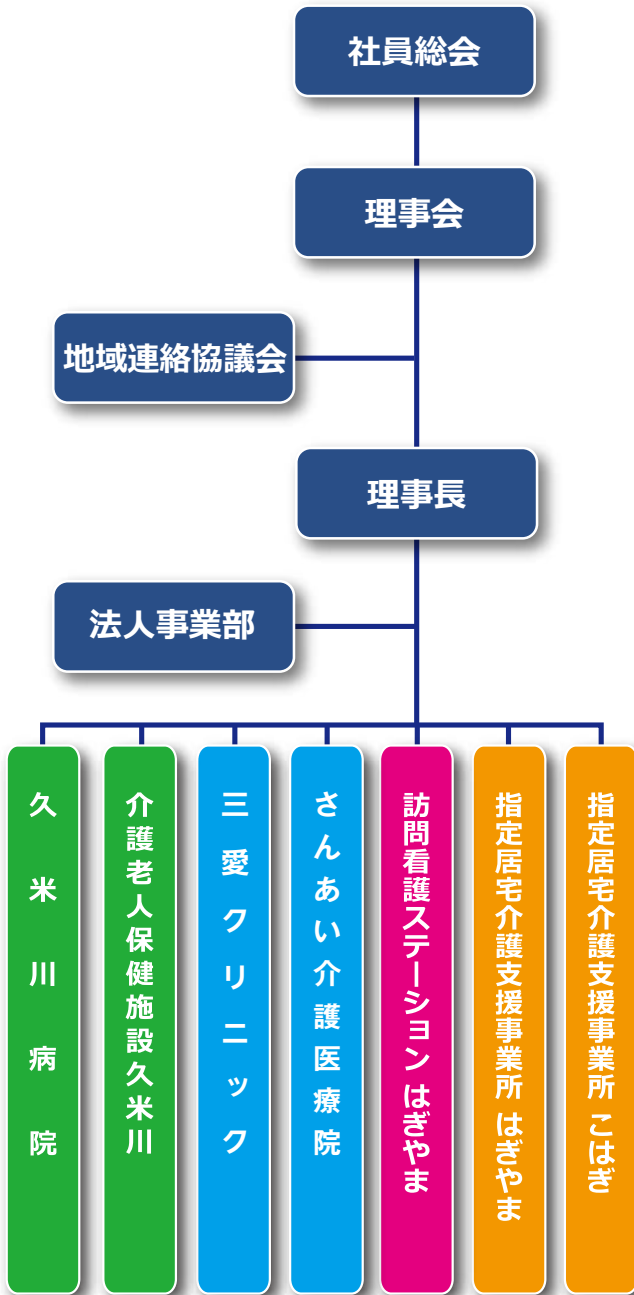 社員総会
理事会
地域連絡協議会
理事長
法人事業部
久米川病院
介護老人保健施設久米川
三愛クリニック
さんあい介護医療院
訪問看護ステーション はぎやま
指定居宅介護支援事業所 はぎやま
指定居宅介護支援事業所 こはぎ